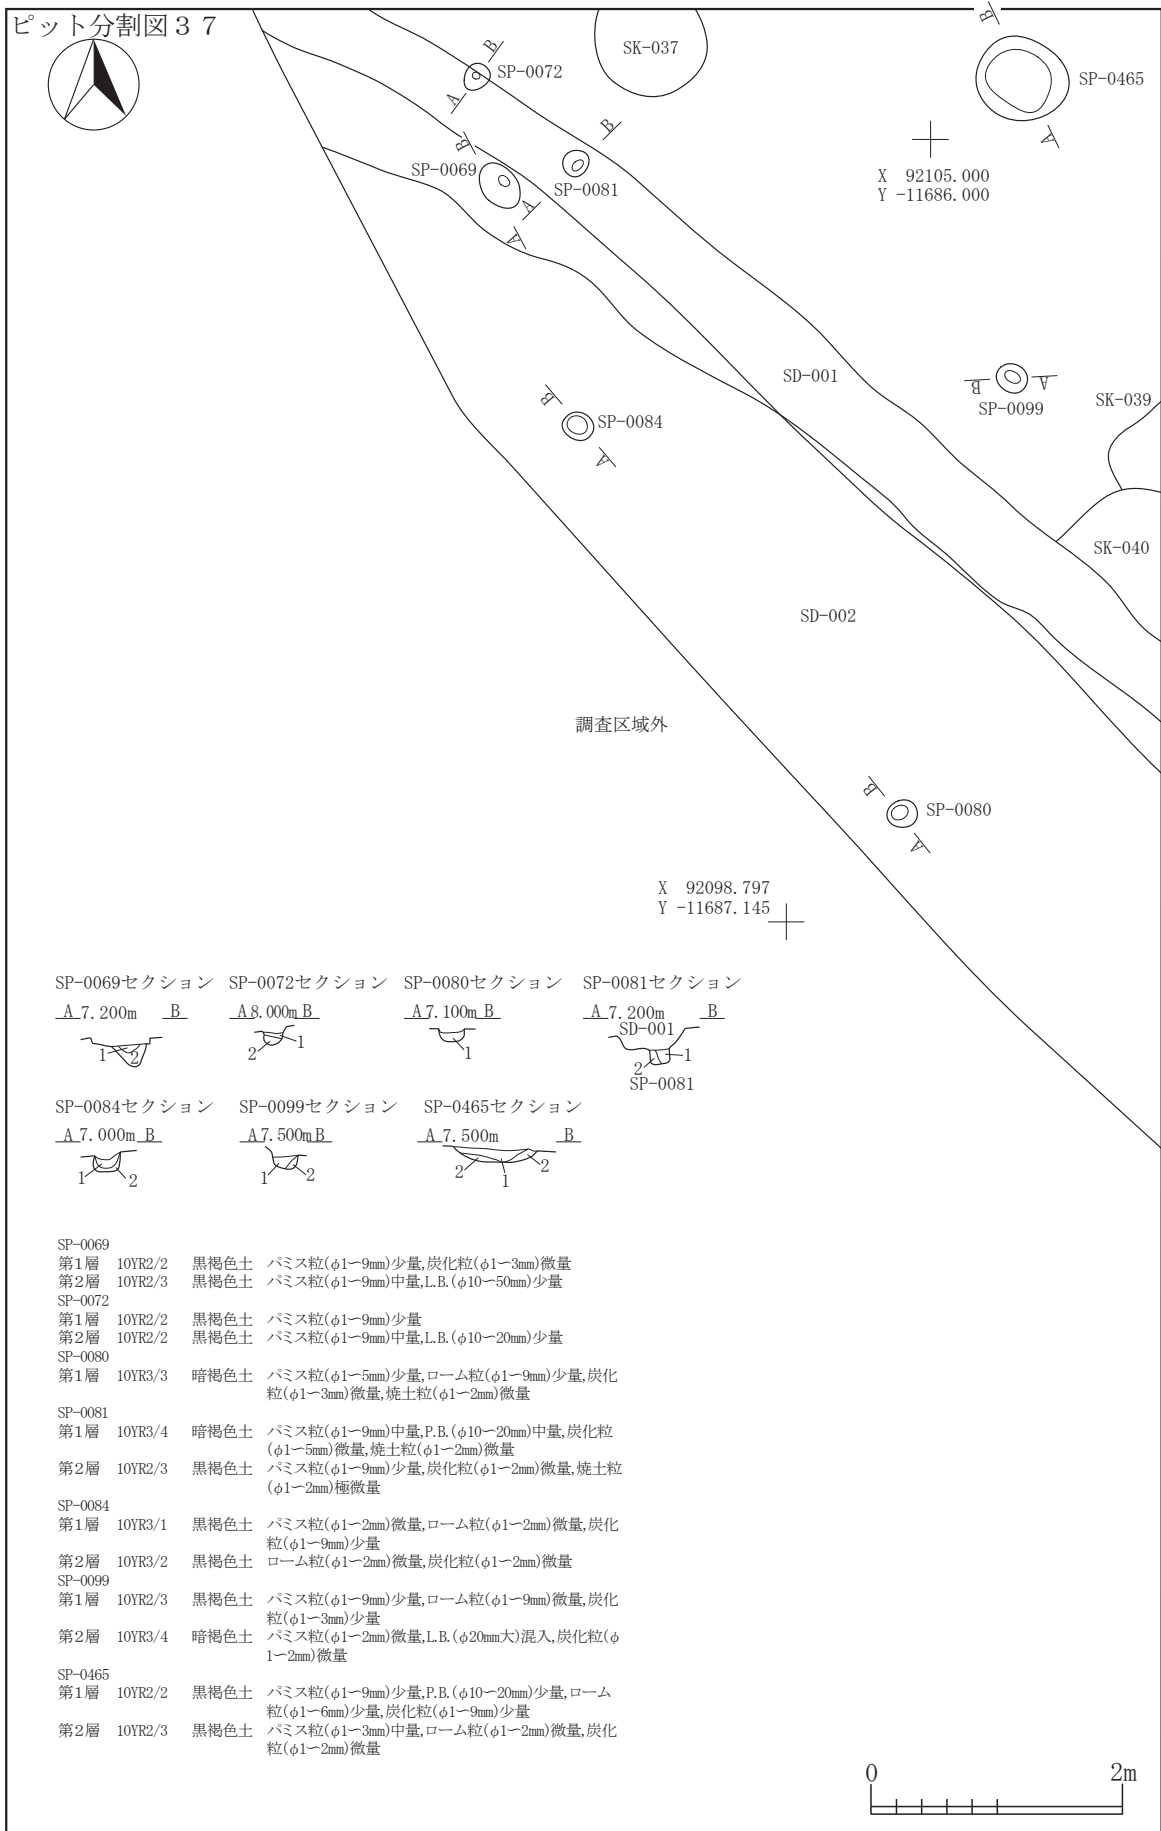 ピット分割図３７
B
SK-037
B
SP-0072
A
SP-0465
A
B
B
SP-0069
SP-0081
A
A
X 92105.000
Y -11686.000
SD-001
B
A
SP-0099
SK-039
B
SP-0084
A
SK-040
SD-002
調査区域外
B
SP-0080
A
X 92098.797
Y -11687.145
SP-0069セクション SP-0072セクション SP-0080セクション SP-0081セクション
A 7.200m B A 8.000m B A 7.100m B A 7.200m B
SD-001
1 2 2 1 1 2 1
SP-0081
SP-0084セクション SP-0099セクション SP-0465セクション
A 7.000m B A 7.500m B A 7.500m B
1 2 1 2 2 1 2
SP-0069
第1層 10YR2/2 黒褐色土 パミス粒(φ1〜9mm)少量,炭化粒(φ1〜3mm)微量
第2層 10YR2/3 黒褐色土 パミス粒(φ1〜9mm)中量,L.B.(φ10〜50mm)少量
SP-0072
第1層 10YR2/2 黒褐色土 パミス粒(φ1〜9mm)少量
第2層 10YR2/2 黒褐色土 パミス粒(φ1〜9mm)中量,L.B.(φ10〜20mm)少量
SP-0080
第1層 10YR3/3 暗褐色土 パミス粒(φ1〜5mm)少量,ローム粒(φ1〜9mm)少量,炭化
粒(φ1〜3mm)微量,焼土粒(φ1〜2mm)微量
SP-0081
第1層 10YR3/4 暗褐色土 パミス粒(φ1〜9mm)中量,P.B.(φ10〜20mm)中量,炭化粒
(φ1〜5mm)微量,焼土粒(φ1〜2mm)微量
第2層 10YR2/3 黒褐色土 パミス粒(φ1〜9mm)少量,炭化粒(φ1〜2mm)微量,焼土粒
(φ1〜2mm)極微量
SP-0084
第1層 10YR3/1 黒褐色土 パミス粒(φ1〜2mm)微量,ローム粒(φ1〜2mm)微量,炭化
粒(φ1〜9mm)少量
第2層 10YR3/2 黒褐色土 ローム粒(φ1〜2mm)微量,炭化粒(φ1〜2mm)微量
SP-0099
第1層 10YR2/3 黒褐色土 パミス粒(φ1〜9mm)少量,ローム粒(φ1〜9mm)微量,炭化
粒(φ1〜3mm)少量
第2層 10YR3/4 暗褐色土 パミス粒(φ1〜2mm)微量,L.B.(φ20mm大)混入,炭化粒(φ
1〜2mm)微量
SP-0465
第1層 10YR2/2 黒褐色土 パミス粒(φ1〜9mm)少量,P.B.(φ10〜20mm)少量,ローム
粒(φ1〜6mm)少量,炭化粒(φ1〜9mm)少量
第2層 10YR2/3 黒褐色土 パミス粒(φ1〜3mm)中量,ローム粒(φ1〜2mm)微量,炭化
粒(φ1〜2mm)微量
0 2m